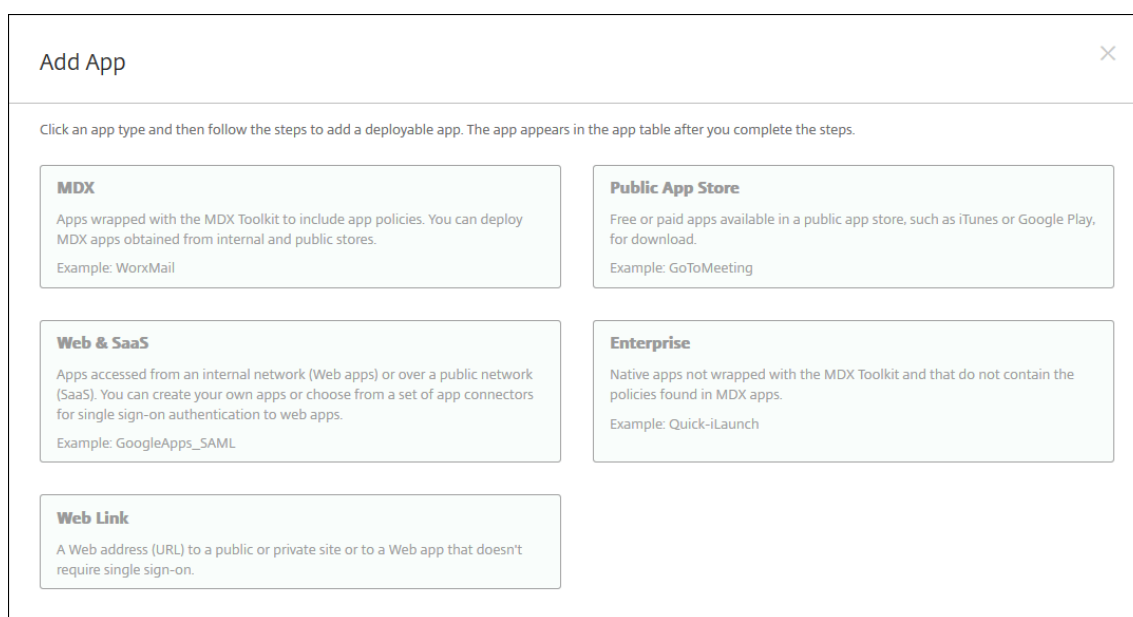 Add App
Click an app type and then follow the steps to add a deployable app. The app appears in the app table after you complete the steps.
MDX
Apps wrapped with the MDX Toolkit to include app policies. You can deploy
MDX apps obtained from internal and public stores.
Example: WorxMail
Public App Store
Free or paid apps available in a public app store, such as iTunes or Google Play,
for download.
Example: GoToMeeting
Web & SaaS
Apps accessed from an internal network (Web apps) or over a public network
(SaaS). You can create your own apps or choose from a set of app connectors
for single sign-on authentication to web apps.
Example: GoogleApps_SAML
Enterprise
Native apps not wrapped with the MDX Toolkit and that do not contain the
policies found in MDX apps.
Example: Quick-iLaunch
Web Link
A Web address (URL) to a public or private site or to a Web app that doesn't
require single sign-on.